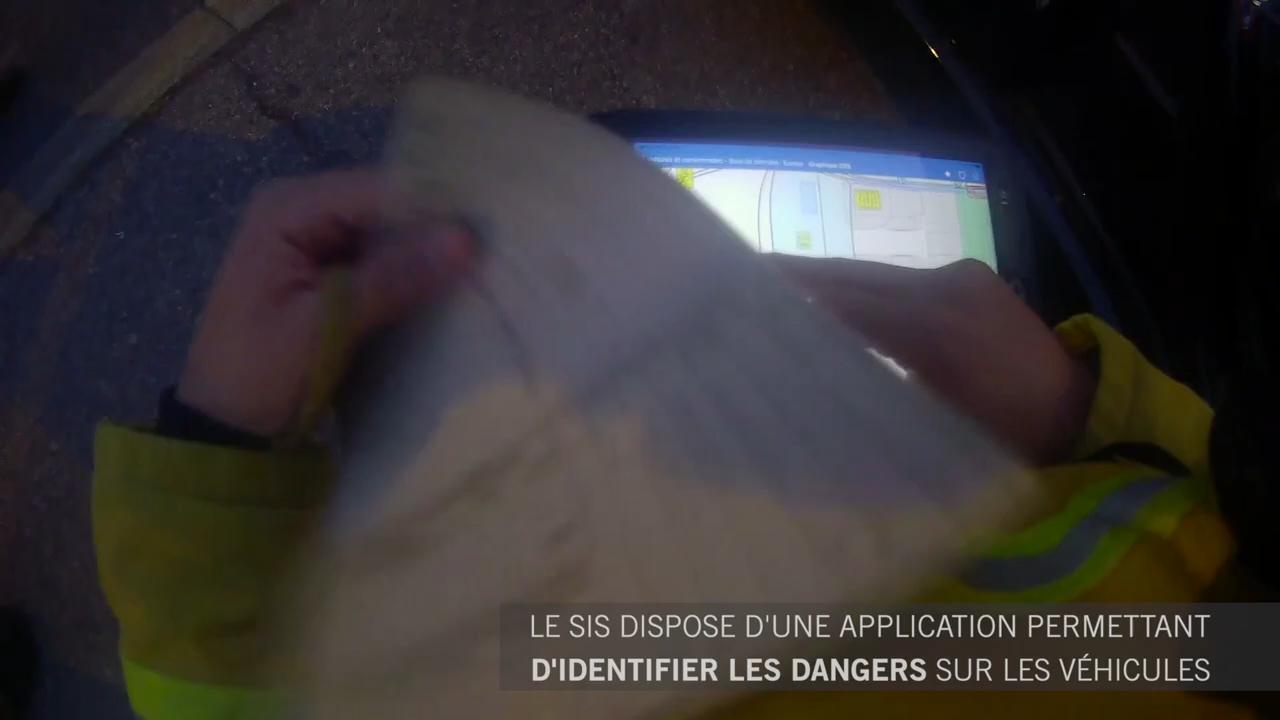 LE SIS DISPOSE D'UNE APPLICATION PERMETTANT
D'IDENTIFIER LES DANGERS SUR LES VÉHICULES